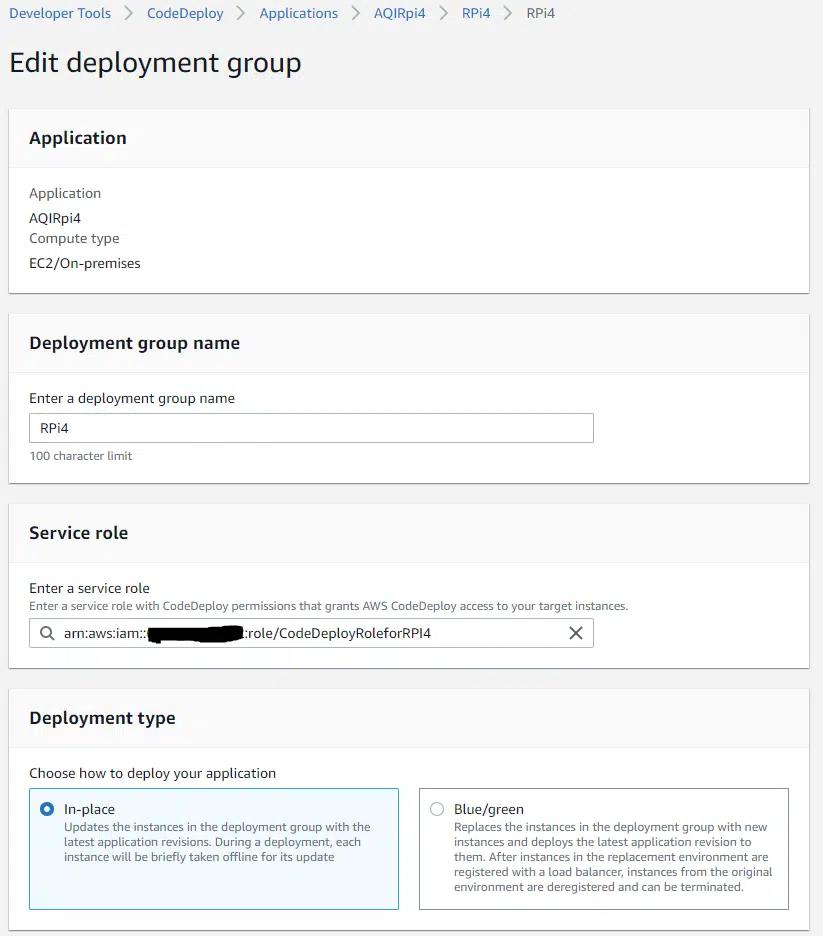 Developer Tools > CodeDeploy > Applications > AQIRpi4 > RPi4 > RPi4
Edit deployment group
Application
Application
AQIRpi4
Compute type
EC2/On-premises
Deployment group name
Enter a deployment group name
RPi4
100 character limit
Service role
Enter a service role
Enter a service role with CodeDeploy permissions that grants AWS CodeDeploy access to your target instances.
arn:aws:iam:: :role/CodeDeployRoleforRPI4
Deployment type
Choose how to deploy your application
In-place
Updates the instances in the deployment group with the
latest application revisions. During a deployment, each
instance will be briefly taken offline for its update
Blue/green
Replaces the instances in the deployment group with new
instances and deploys the latest application revision to
them. After instances in the replacement environment are
registered with a load balancer, instances from the original
environment are deregistered and can be terminated.